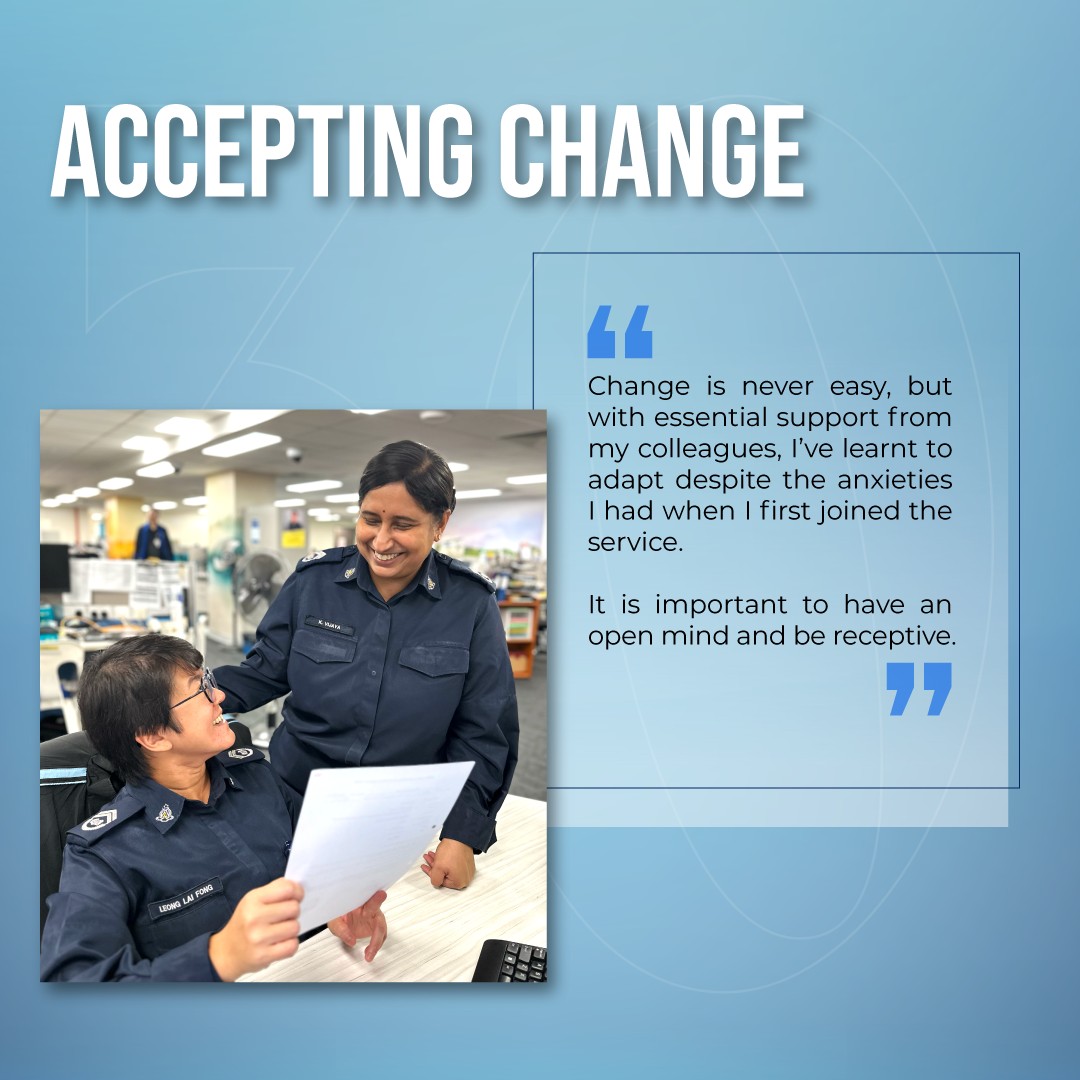 ACCEPTING CHANGE
“
Change is never easy, but
with essential support from
my colleagues, I’ve learnt to
adapt despite the anxieties
I had when I first joined the
service.
It is important to have an
open mind and be receptive.
”
K. VIJAYA
LEONG LAI FONG